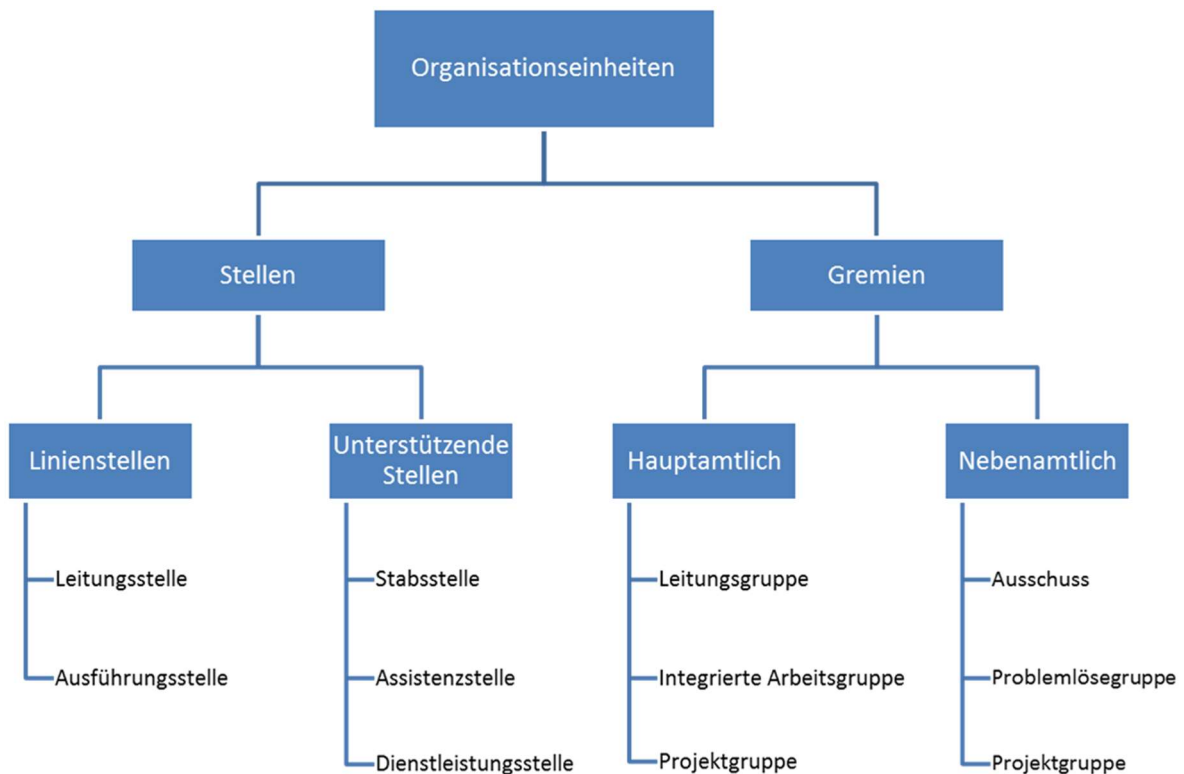 Organisationseinheiten
Stellen
Gremien
Linienstellen
Unterstützende
Stellen
Hauptamtlich
Nebenamtlich
Leitungsstelle
Stabsstelle
Leitungsgruppe
Ausschuss
Ausführungsstelle
Assistenzstelle
Integrierte Arbeitsgruppe
Problemlösegruppe
Dienstleistungsstelle
Projektgruppe
Projektgruppe